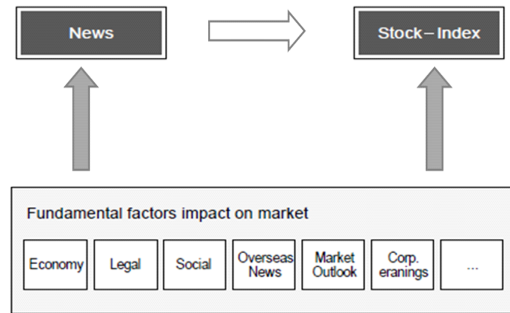 News
Stock-Index
Fundamental factors impact on market
Economy
Legal
Social
Overseas
News
Market
Outlook
Corp.
eranings
...